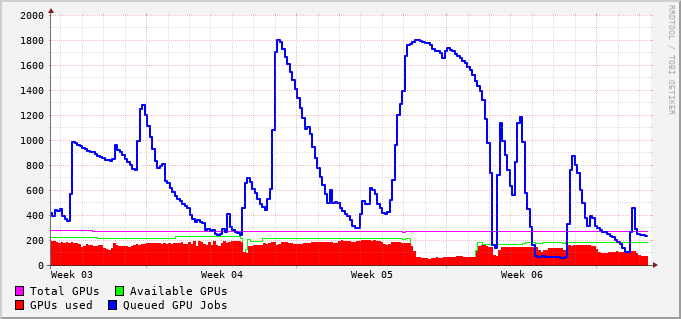 2000
1800
1600
1400
1200
1000
800
600
400
200
0
Week 03 Week 04 Week 05 Week 06
Total GPUs Available GPUs
GPUs used Queued GPU Jobs
RRDTOOL / TOBI OETIKER